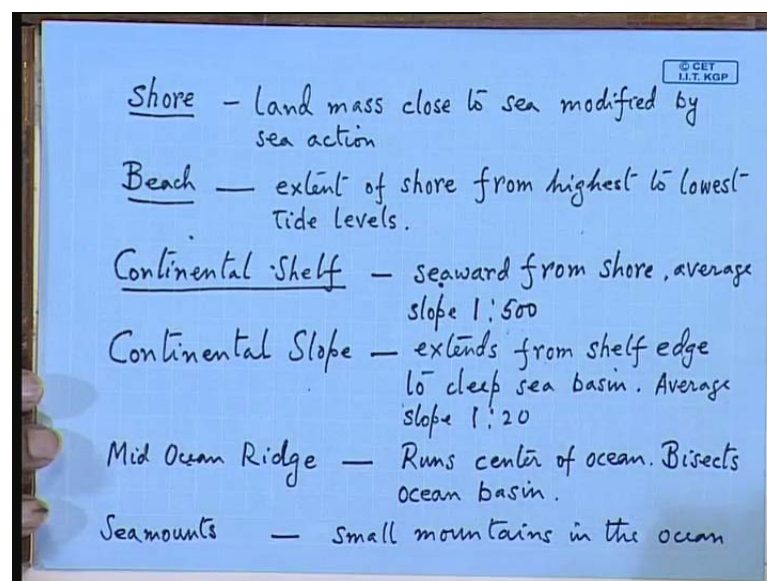 © CET
I.I.T. KGP
Shore - Land mass close to sea modified by
sea action
Beach — extent of shore from highest to lowest
Tide Levels.
Continental Shelf - seaward from shore, average
slope 1:500
Continental Slope — extends from shelf edge
to deep sea basin. Average
slope 1:20
Mid Ocean Ridge — Runs center of ocean. Bisects
ocean basin.
Seamounts — Small mountains in the ocean